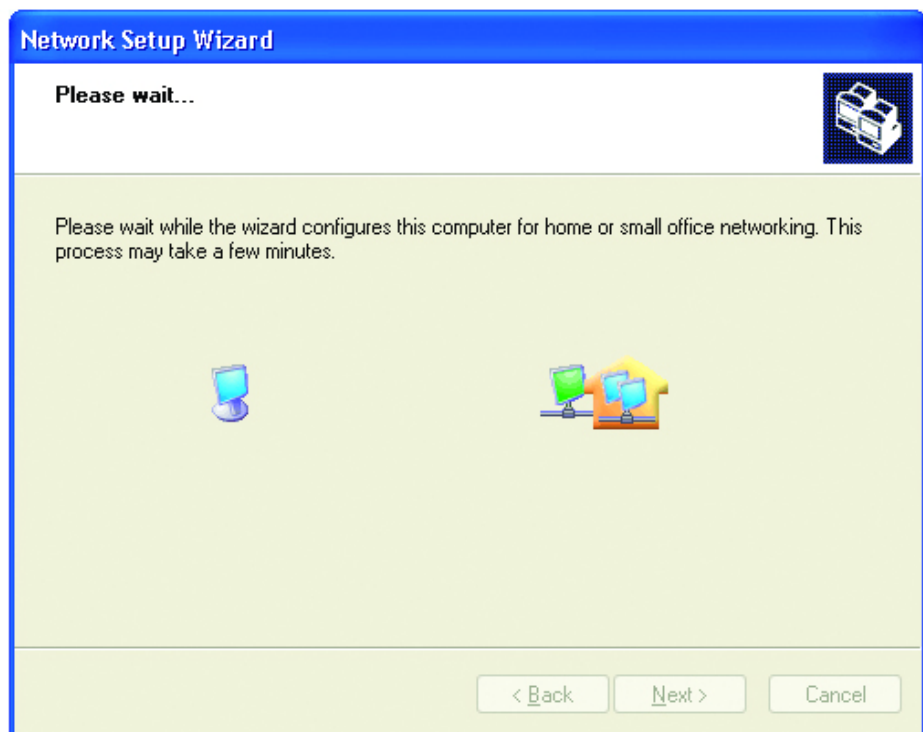 Network Setup Wizard
Please wait...
Please wait while the wizard configures this computer for home or small office networking. This
process may take a few minutes.
< Back
Next >
Cancel